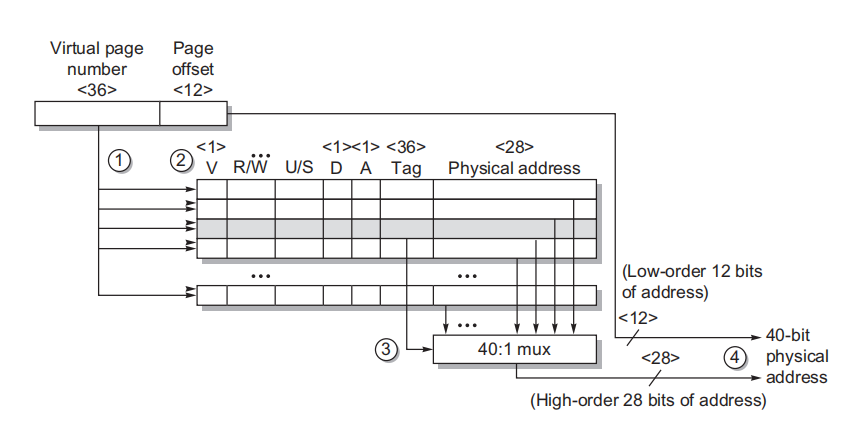 Virtual page
number
<36>
Page
offset
<12>
1
2
<1>
V
...
R/W
U/S
<1>
D
<1>
A
<36>
Tag
<28>
Physical address
...
...
...
3
40:1 mux
(Low-order 12 bits
of address)
<12>
<28>
4
40-bit
physical
address
(High-order 28 bits of address)